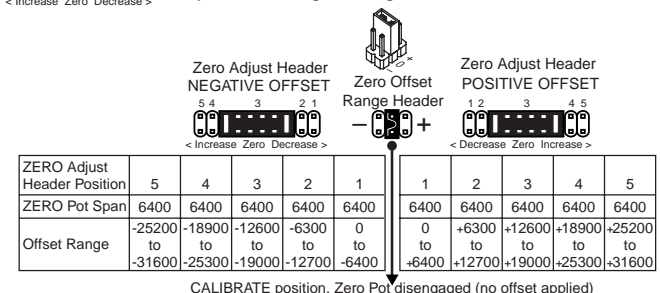 < Increase Zero Decrease >
Zero Adjust Header
NEGATIVE OFFSET
5 4 3 2 1
< Increase Zero Decrease >
Zero Offset
Range Header
– +
Zero Adjust Header
POSITIVE OFFSET
1 2 3 4 5
< Decrease Zero Increase >
ZERO Adjust
Header Position 5 4 3 2 1 1 2 3 4 5
ZERO Pot Span 6400 6400 6400 6400 6400 6400 6400 6400 6400 6400
-25200 -18900 -12600 -6300 0 0 +6300 +12600 +18900 +25200
Offset Range to to to to to to to to to to
-31600 -25300 -19000 -12700 -6400 +6400 +12700 +19000 +25300 +31600
CALIBRATE position, Zero Pot disengaged (no offset applied)